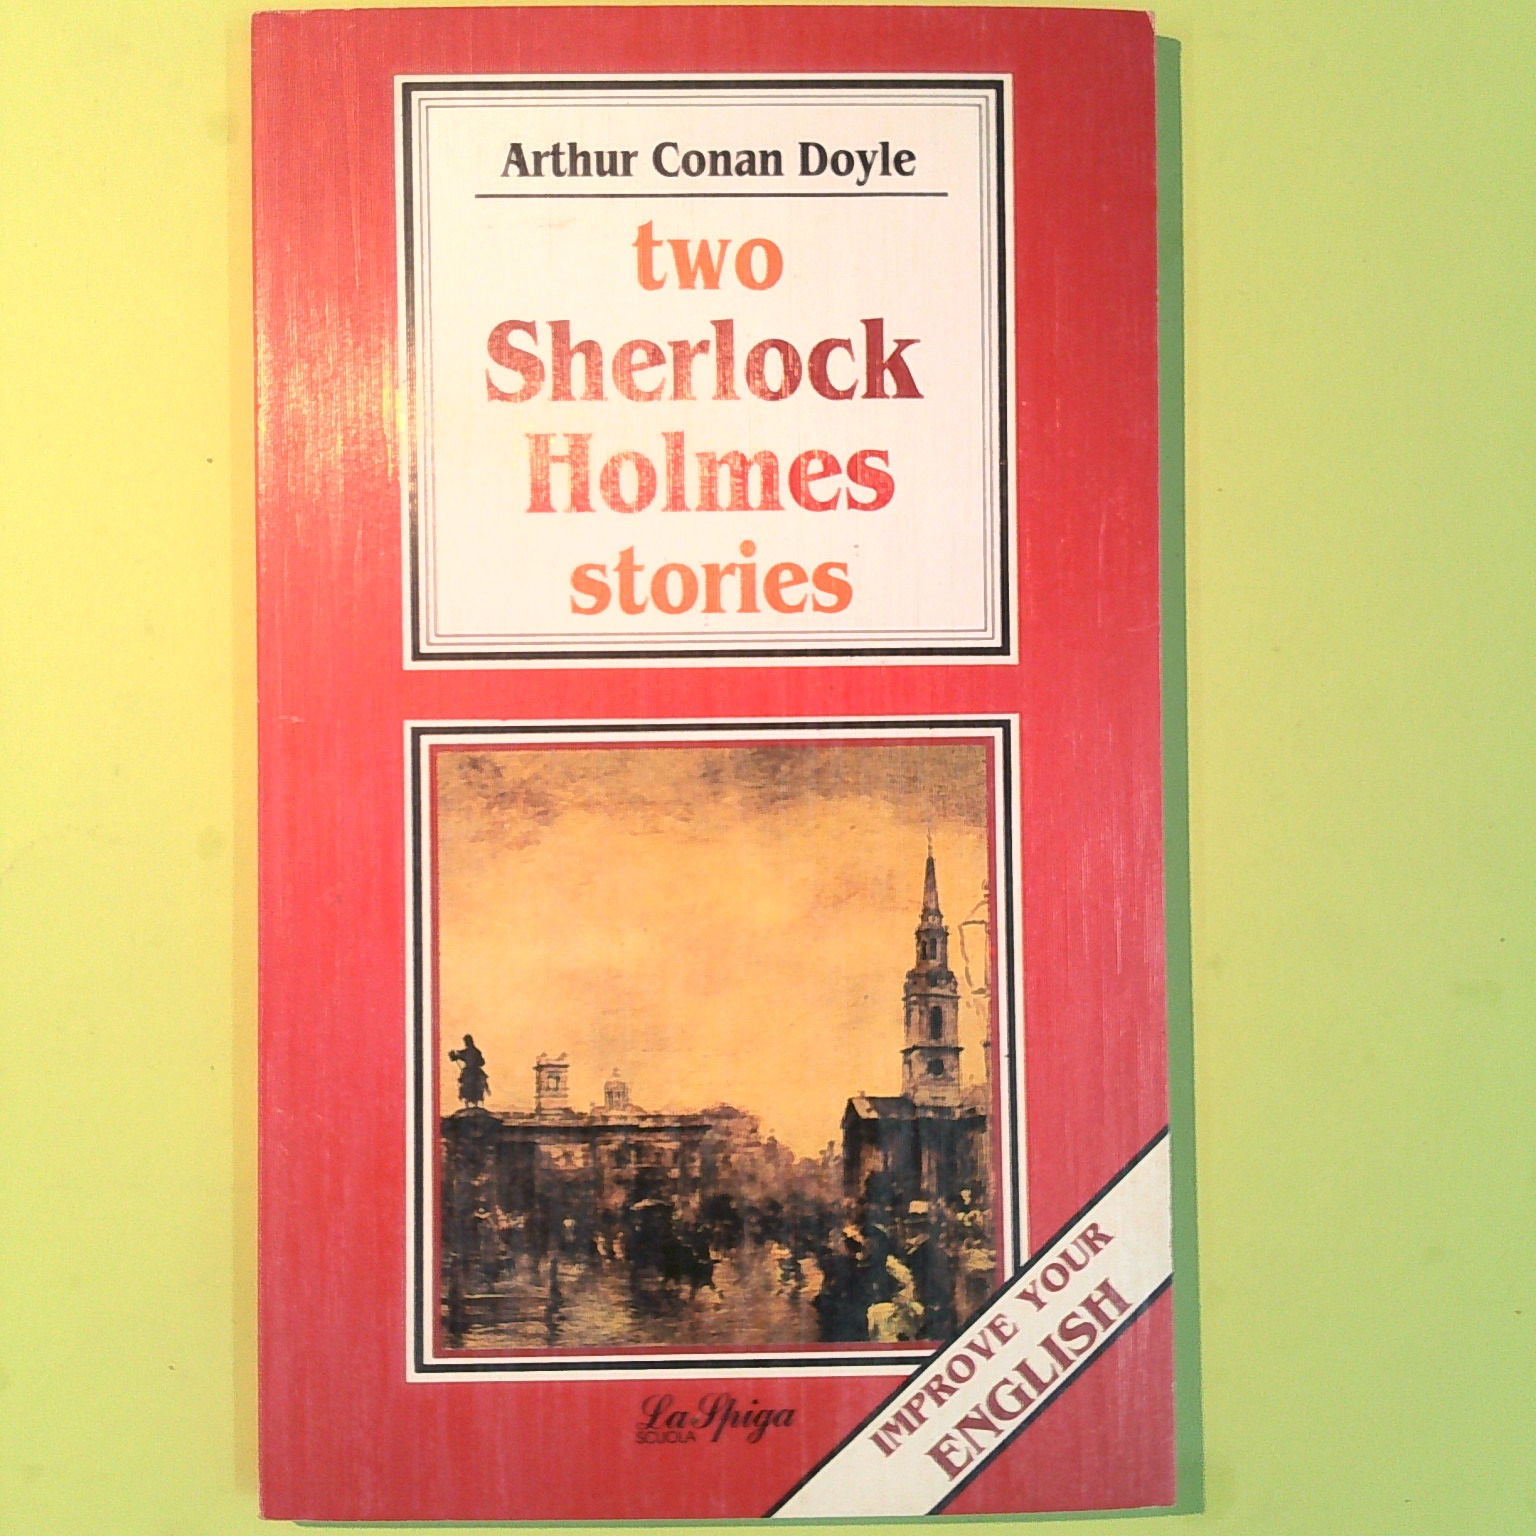 Arthur Conan Doyle
two
Sherlock
Holmes
stories
La Spiga
SCUOLA
IMPROVE YOUR
ENGLISH